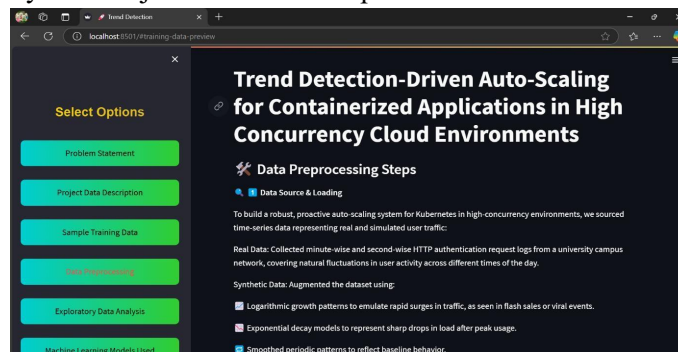 Trend Detection
localhost:8501/#training-data-preview
Select Options
Problem Statement
Project Data Description
Sample Training Data
Data Preprocessing
Exploratory Data Analysis
Machine Learning Models Used
Trend Detection-Driven Auto-Scaling
for Containerized Applications in High
Concurrency Cloud Environments
Data Preprocessing Steps
1 Data Source & Loading
To build a robust, proactive auto-scaling system for Kubernetes in high-concurrency environments, we sourced
time-series data representing real and simulated user traffic:
Real Data: Collected minute-wise and second-wise HTTP authentication request logs from a university campus
network, covering natural fluctuations in user activity across different times of the day.
Synthetic Data: Augmented the dataset using:
Logarithmic growth patterns to emulate rapid surges in traffic, as seen in flash sales or viral events.
Exponential decay models to represent sharp drops in load after peak usage.
Smoothed periodic patterns to reflect baseline behavior.